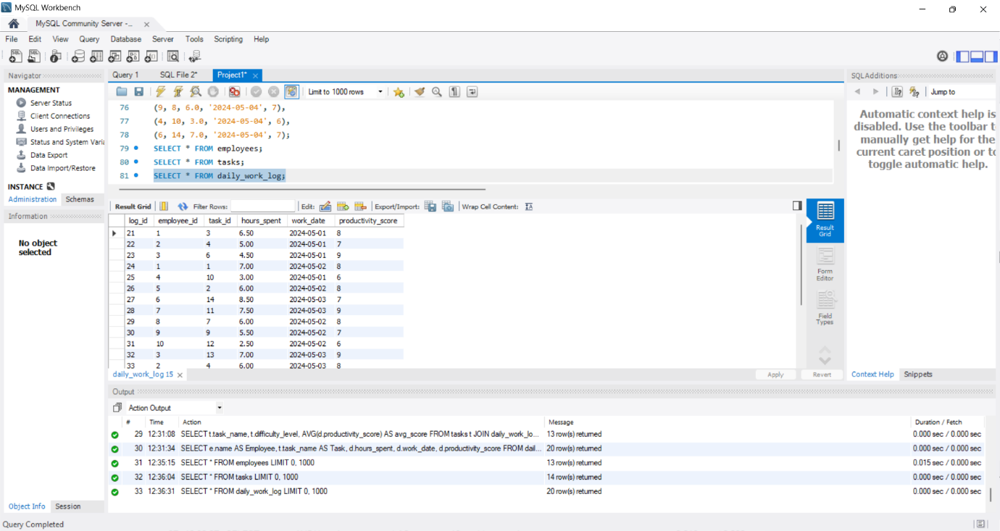 MySQL Workbench
MySQL Community Server -...
File Edit View Query Database Server Tools Scripting Help
Navigator
MANAGEMENT
Server Status
Client Connections
Users and Privileges
Status and System Varia
Data Export
Data Import/Restore
INSTANCE
Administration Schemas
Information
No object
selected
Object Info Session
Query Completed
Query 1 SQL File 2* Project1*
Limit to 1000 rows
76 (9, 8, 6.0, '2024-05-04', 7),
77 (4, 10, 3.0, '2024-05-04', 6),
78 (6, 14, 7.0, '2024-05-04', 7);
79 SELECT * FROM employees;
80 SELECT * FROM tasks;
81 SELECT * FROM daily_work_log;
Result Grid Filter Rows: Edit: Export/Import: Wrap Cell Content: IA
log_id employee_id task_id hours_spent work_date productivity_score
21 1 3 6.50 2024-05-01 8
22 2 4 5.00 2024-05-01 7
23 3 6 4.50 2024-05-01 9
24 1 1 7.00 2024-05-02 8
25 4 10 3.00 2024-05-01 6
26 5 2 6.00 2024-05-02 8
27 6 14 8.50 2024-05-03 7
28 7 11 7.50 2024-05-03 9
29 8 7 6.00 2024-05-02 8
30 9 9 5.50 2024-05-02 7
31 10 12 2.50 2024-05-02 6
32 3 13 7.00 2024-05-03 9
33 2 4 6.00 2024-05-03 8
daily_work_log 15 Apply Revert
Result
Grid
Form
Editor
Field
Types
SQLAdditions
Jump to
Automatic context help is
disabled. Use the toolbar t
manually get help for the
current caret position or to
toggle automatic help.
Context Help Snippets
Output
Action Output
# Time Action Message Duration / Fetch
29 12:31:08 SELECT t.task_name, t.difficulty_level, AVG(d.productivity_score) AS avg_score FROM tasks t JOIN daily_work_lo... 13 row(s) returned 0.000 sec / 0.000 sec
30 12:31:34 SELECT e.name AS Employee, t.task_name AS Task, d.hours_spent, d.work_date, d.productivity_score FROM dail... 20 row(s) returned 0.000 sec / 0.000 sec
31 12:35:15 SELECT * FROM employees LIMIT 0, 1000 13 row(s) returned 0.015 sec / 0.000 sec
32 12:36:04 SELECT * FROM tasks LIMIT 0, 1000 14 row(s) returned 0.000 sec / 0.000 sec
33 12:36:31 SELECT * FROM daily_work_log LIMIT 0, 1000 20 row(s) returned 0.000 sec / 0.000 sec